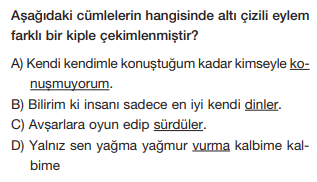 Aşağıdaki cümlelerin hangisinde altı çizili eylem
farklı bir kiple çekimlenmiştir?
A) Kendi kendimle konuştuğum kadar kimseyle ko-
nuşmuyorum.
B) Bilirim ki insanı sadece en iyi kendi dinler.
C) Avşarlara oyun edip sürdüler.
D) Yalnız sen yağma yağmur vurma kalbime kal-
bime